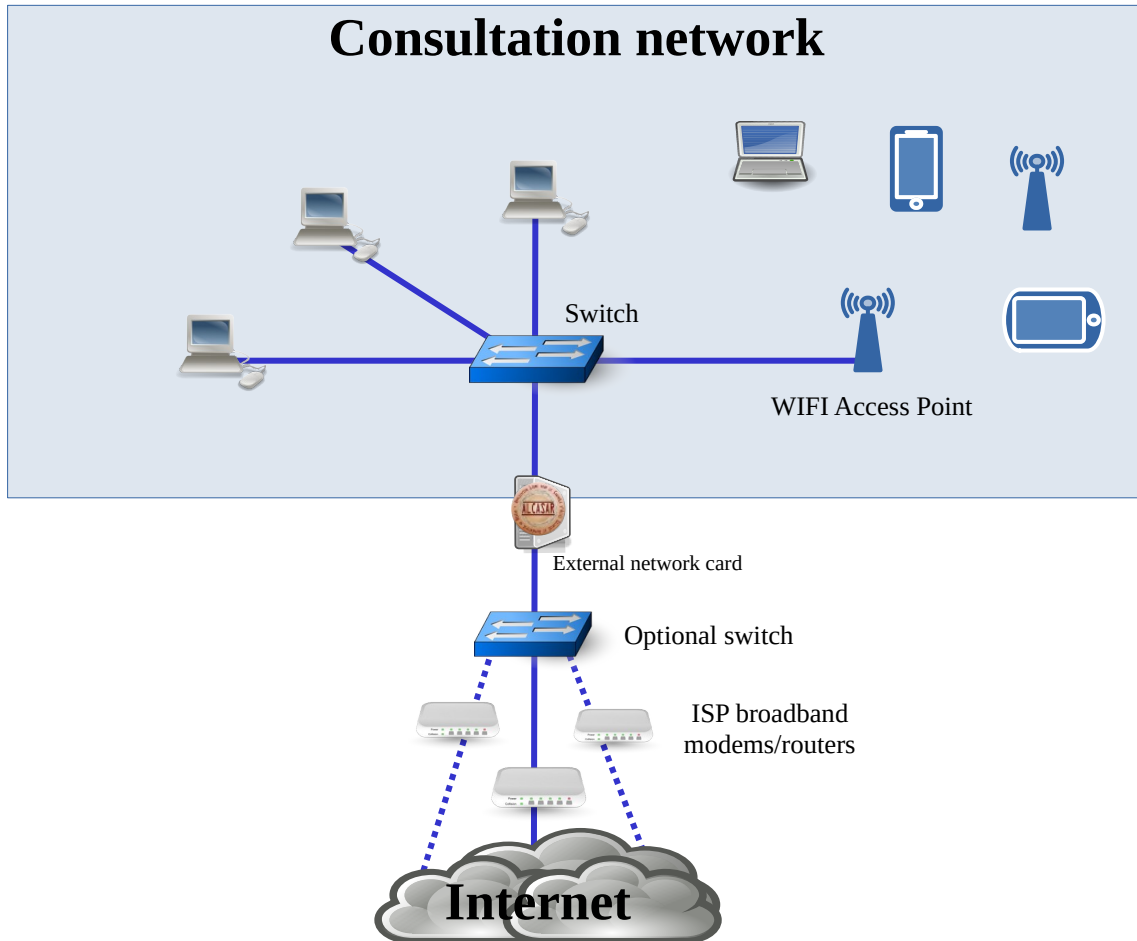 Consultation network
Switch
WIFI Access Point
ALCASAR
External network card
Optional switch
ISP broadband
modems/routers
Internet